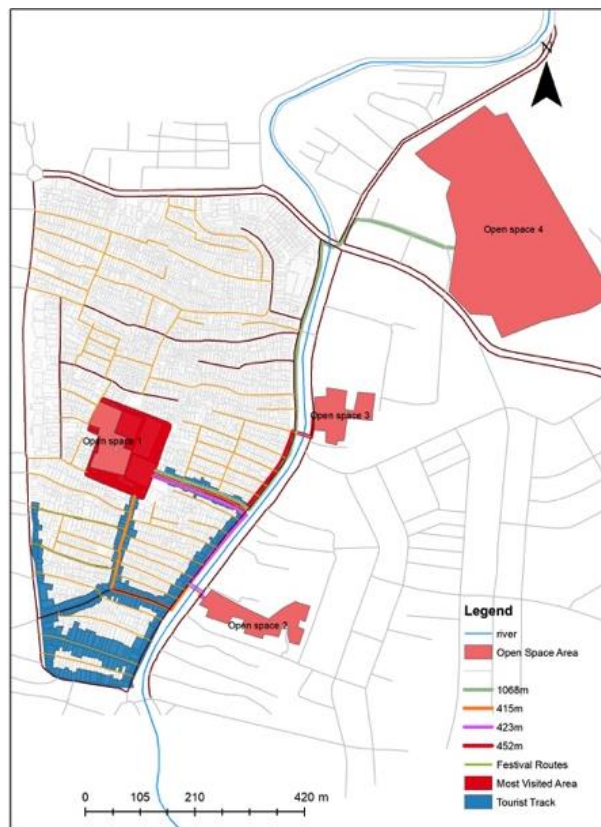 N
Open space 4
Open space 3
Open space 1
Open space 2
Legend
river
Open Space Area
1068m
415m
423m
452m
Festival Routes
Most Visited Area
Tourist Track
0 105 210 420 m